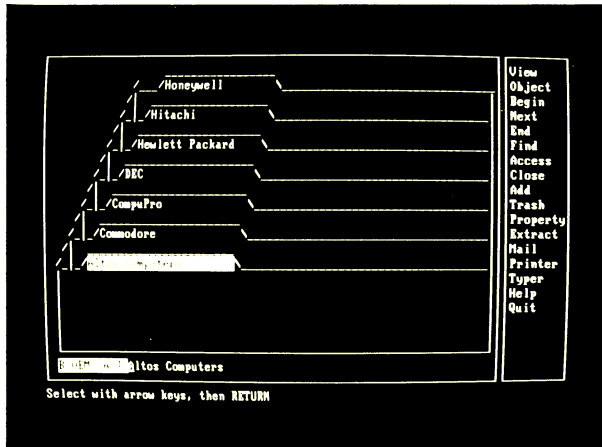 Honeywell
Hitachi
Hewlett Packard
DEC
CompuPro
Commodore
Altos Computers
Select with arrow keys, then RETURN
View
Object
Begin
Next
End
Find
Access
Close
Add
Trash
Property
Extract
Mail
Printer
Typer
Help
Quit